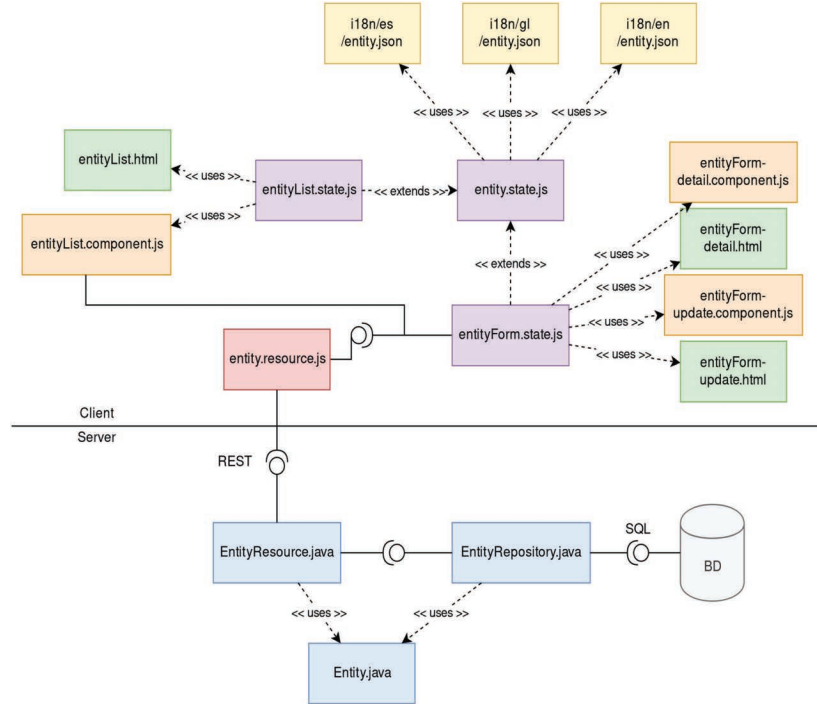 i18n/es
/entity.json
i18n/gl
/entity.json
i18n/en
/entity.json
<< uses >>
<< uses >>
<< uses >>
entityList.html
<< uses >>
entityList.state.js
<< extends >>
entity.state.js
entityForm-
detail.component.js
<< uses >>
entityList.component.js
entityForm-
detail.html
<< uses >>
<< extends >>
<< uses >>
entityForm-
update.component.js
<< uses >>
entity.resource.js
entityForm.state.js
<< uses >>
entityForm-
update.html
Client
Server
REST
EntityResource.java
EntityRepository.java
SQL
BD
<< uses >>
<< uses >>
Entity.java